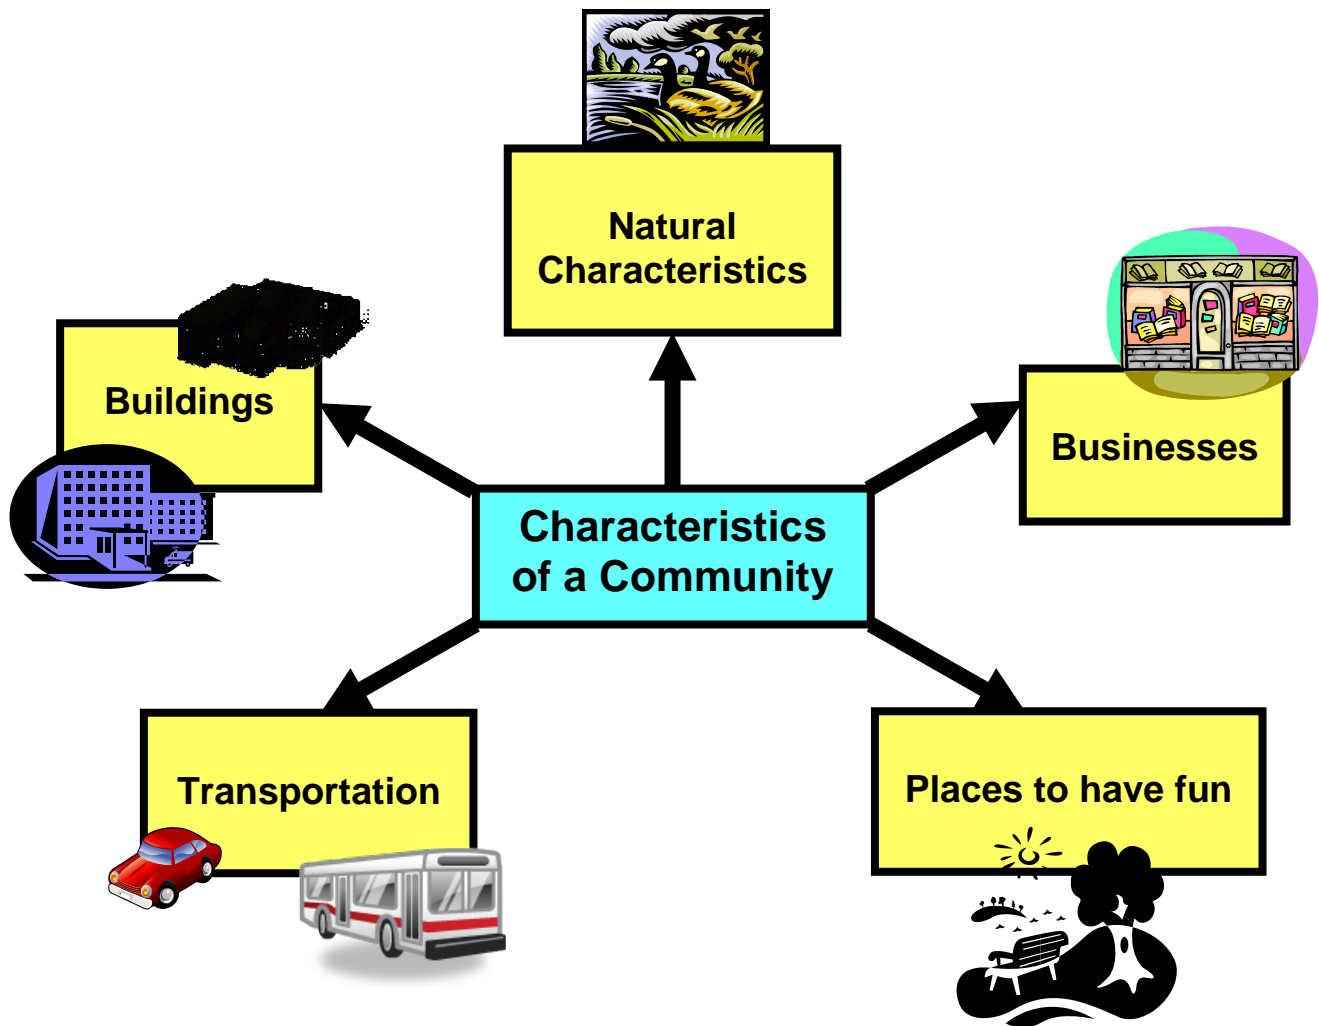 Natural
Characteristics
Buildings
Businesses
Characteristics
of a Community
Transportation
Places to have fun